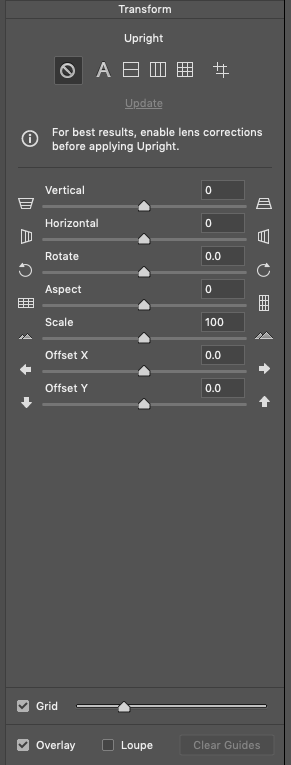 Transform
Upright
A
Update
For best results, enable lens corrections
before applying Upright.
Vertical 0
Horizontal 0
Rotate 0.0
Aspect 0
Scale 100
Offset X 0.0
Offset Y 0.0
Grid
Overlay Loupe Clear Guides